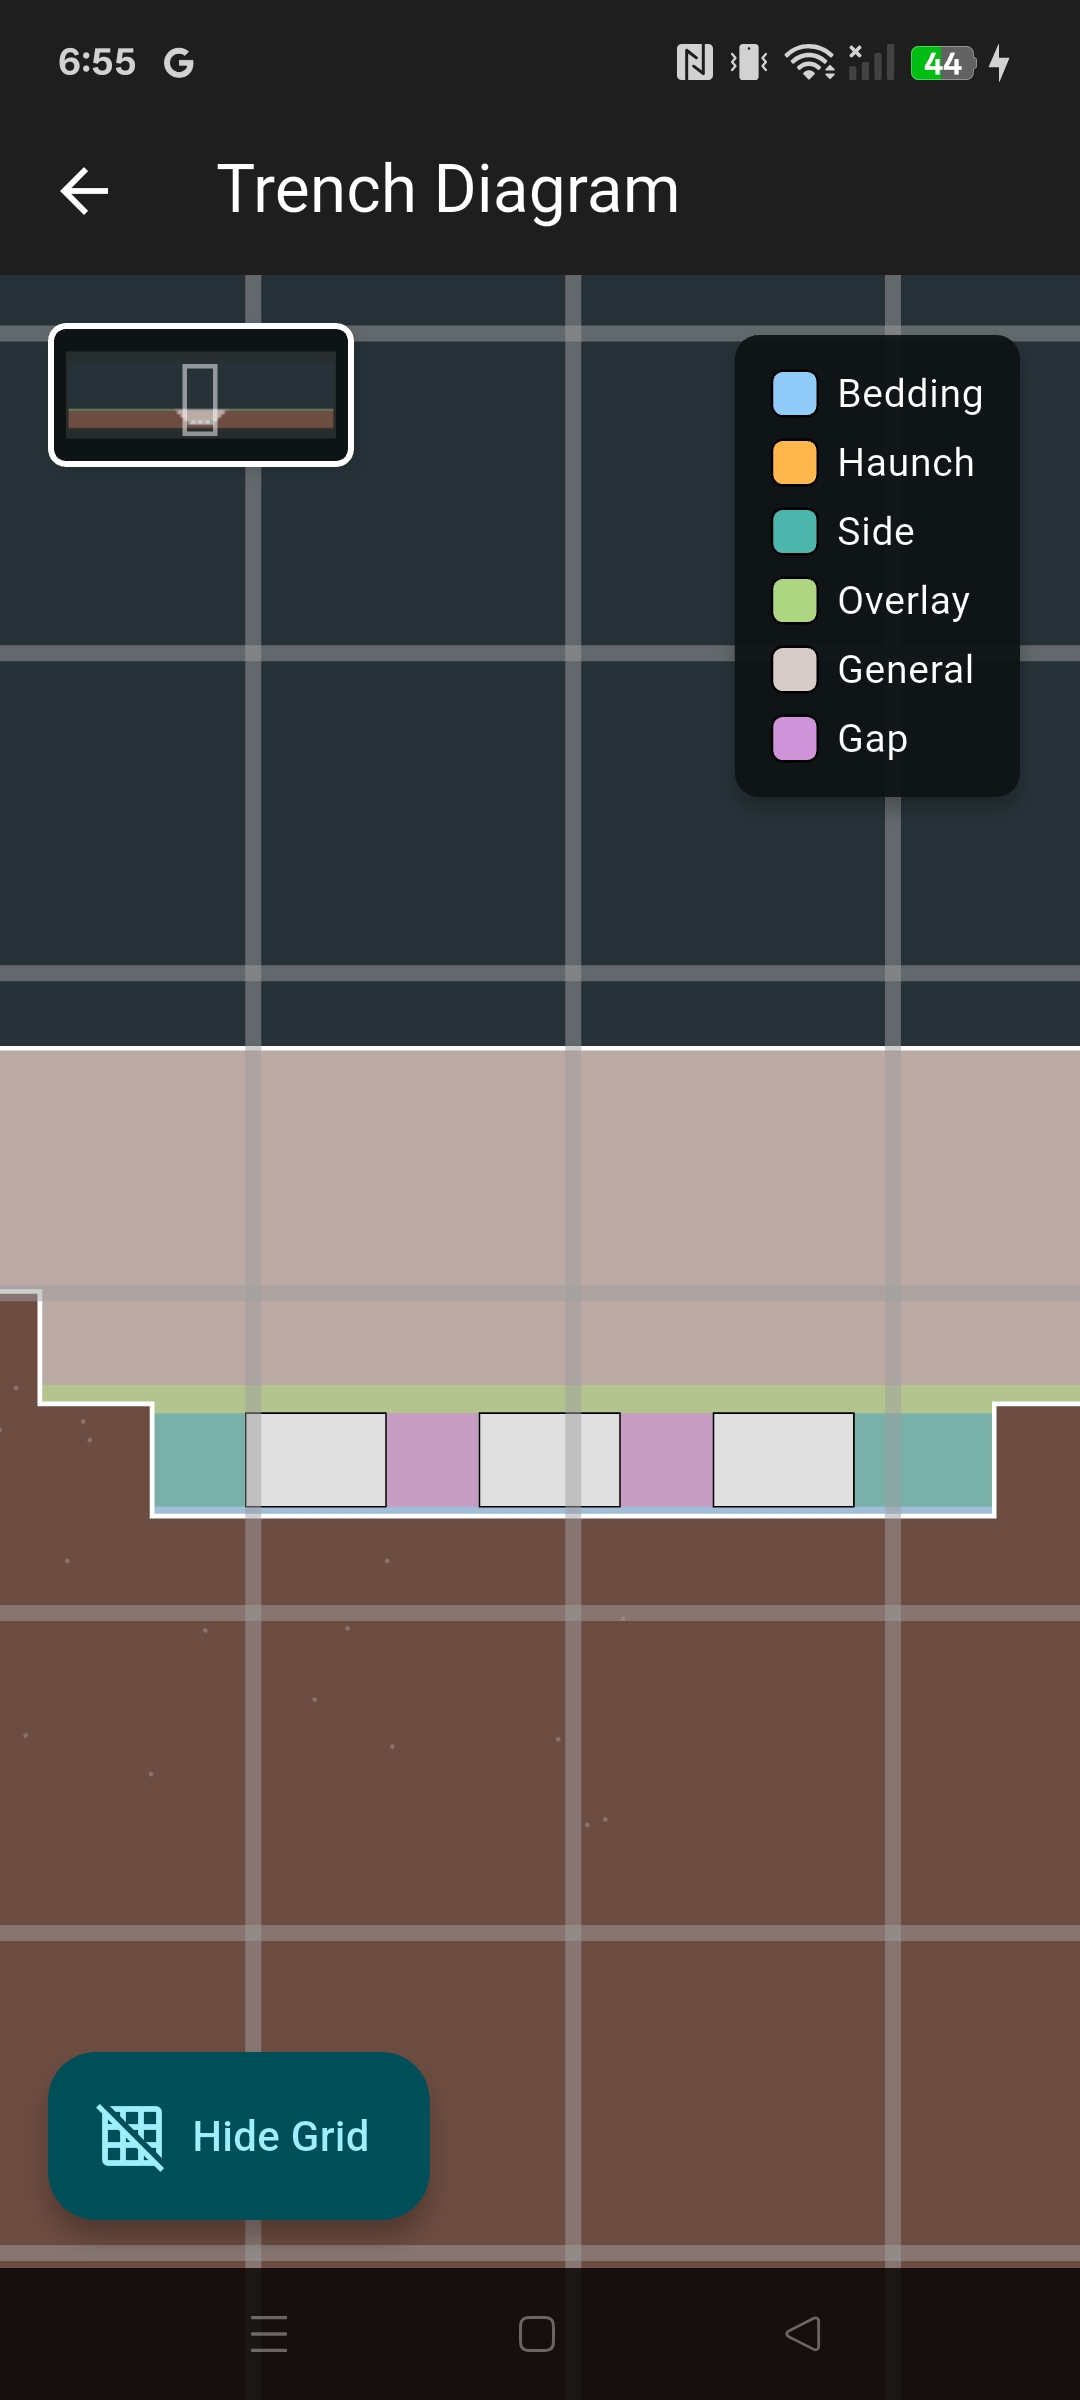 6:55 G
44
Trench Diagram
Bedding
Haunch
Side
Overlay
General
Gap
Hide Grid